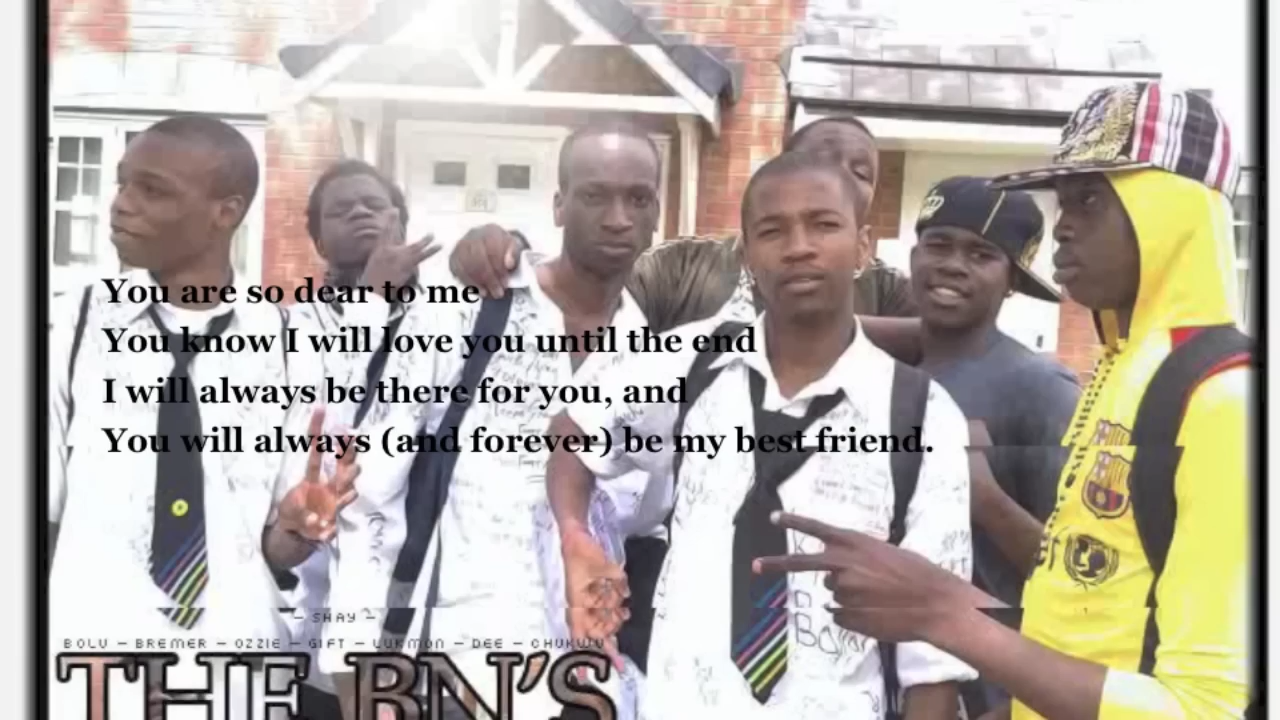 You are so dear to me
You know I will love you until the end
I will always be there for you, and
You will always (and forever) be my best friend.
- SHAY -
BOLU - BREMER - OZZIE - GIFT - LUKMON - DEE - CHUKWU
THE BN'S